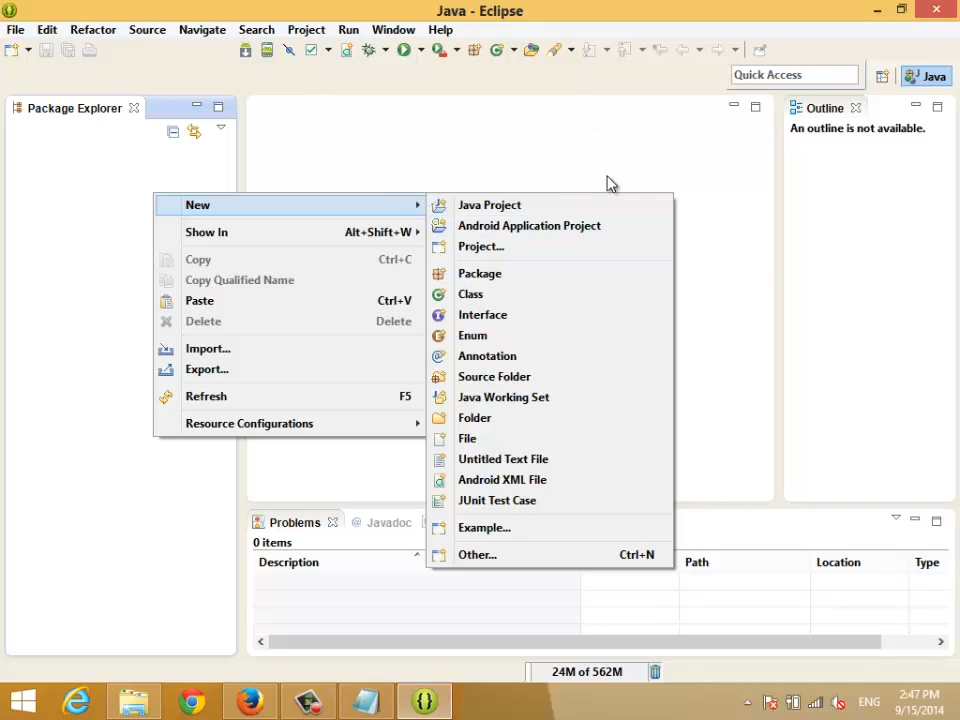 Java - Eclipse
File Edit Refactor Source Navigate Search Project Run Window Help
Quick Access
Java
Package Explorer
Outline
An outline is not available.
New
Show In Alt+Shift+W
Copy Ctrl+C
Copy Qualified Name
Paste Ctrl+V
Delete Delete
Import...
Export...
Refresh F5
Resource Configurations
Java Project
Android Application Project
Project...
Package
Class
Interface
Enum
Annotation
Source Folder
Java Working Set
Folder
File
Untitled Text File
Android XML File
JUnit Test Case
Example...
Other... Ctrl+N
Problems @ Javadoc
0 items
Description Path Location Type
24M of 562M
ENG
2:47 PM
9/15/2014